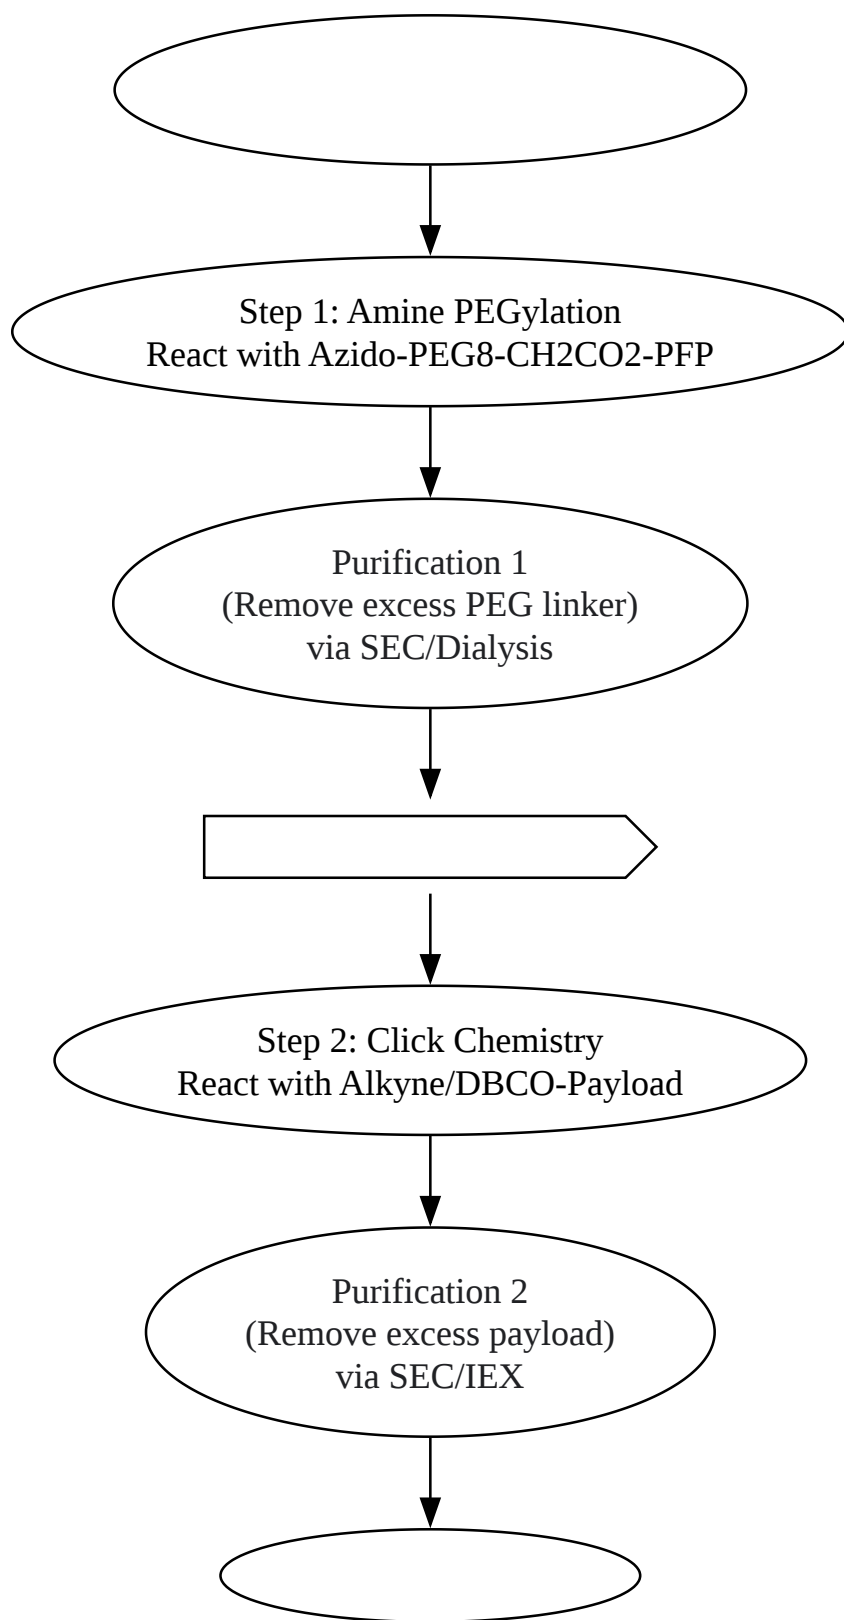 Step 1: Amine PEGylation
React with Azido-PEG8-CH2CO2-PFP
Purification 1
(Remove excess PEG linker)
via SEC/Dialysis
Step 2: Click Chemistry
React with Alkyne/DBCO-Payload
Purification 2
(Remove excess payload)
via SEC/IEX